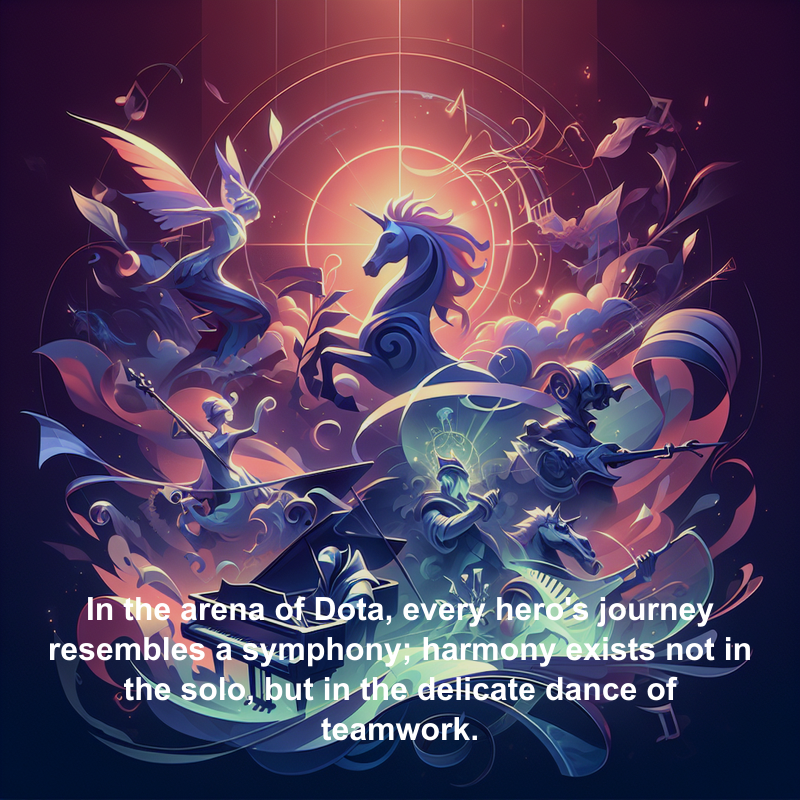 In the arena of Dota, every hero's journey
resembles a symphony; harmony exists not in
the solo, but in the delicate dance of
teamwork.